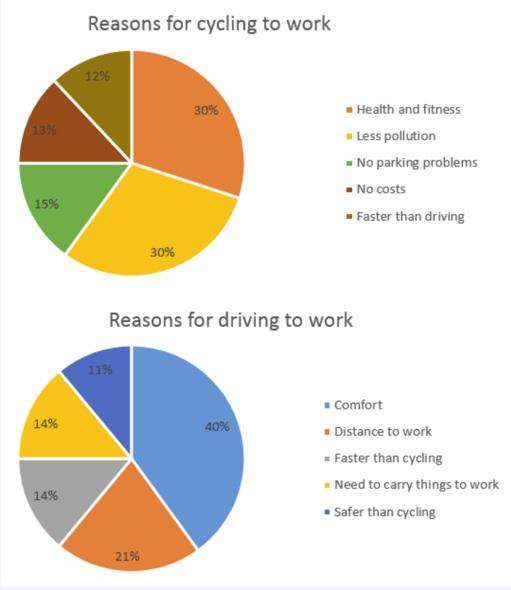 Reasons for cycling to work
12%
30%
13%
15%
30%
Health and fitness
Less pollution
No parking problems
No costs
Faster than driving
Reasons for driving to work
11%
40%
14%
14%
21%
Comfort
Distance to work
Faster than cycling
Need to carry things to work
Safer than cycling